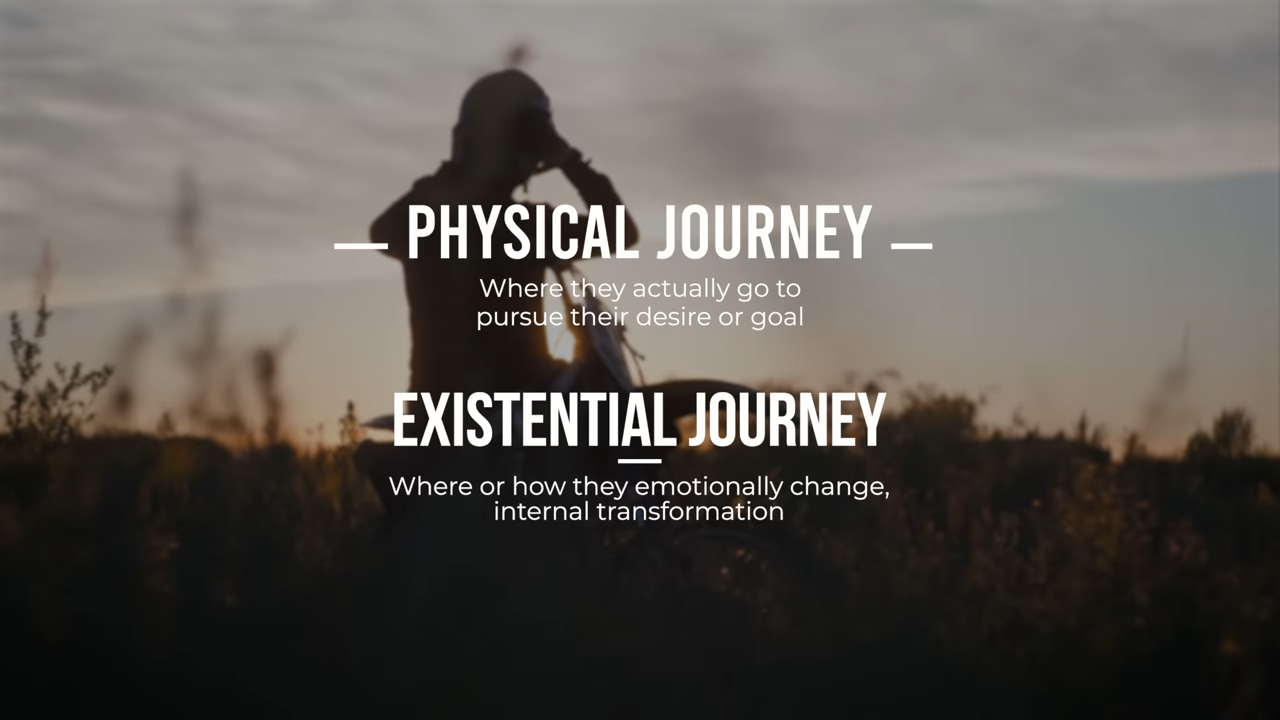 PHYSICAL JOURNEY
Where they actually go to
pursue their desire or goal
EXISTENTIAL JOURNEY
Where or how they emotionally change,
internal transformation